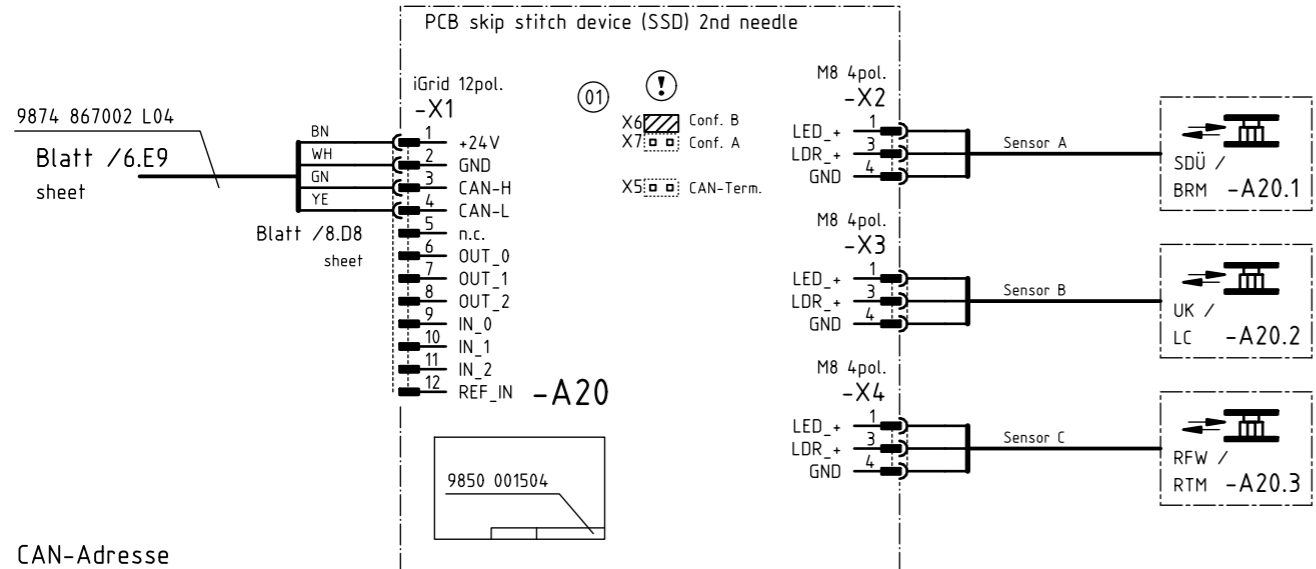 PCB skip stitch device (SSD) 2nd needle
9874 867002 L04
Blatt /6.E9
sheet
BN
WH
GN
YE
Blatt /8.D8
sheet
iGrid 12pol.
-X1
1 +24V
2 GND
3 CAN-H
4 CAN-L
5 n.c.
6 OUT_0
7 OUT_1
8 OUT_2
9 IN_0
10 IN_1
11 IN_2
12 REF_IN
-A20
01
!
X6 Conf. B
X7 Conf. A
X5 CAN-Term.
M8 4pol.
-X2
LED_+ 1
LDR_+ 3
GND 4
Sensor A
SDÜ /
BRM -A20.1
M8 4pol.
-X3
LED_+ 1
LDR_+ 3
GND 4
Sensor B
UK /
LC -A20.2
M8 4pol.
-X4
LED_+ 1
LDR_+ 3
GND 4
Sensor C
RFW /
RTM -A20.3
9850 001504
CAN-Adresse